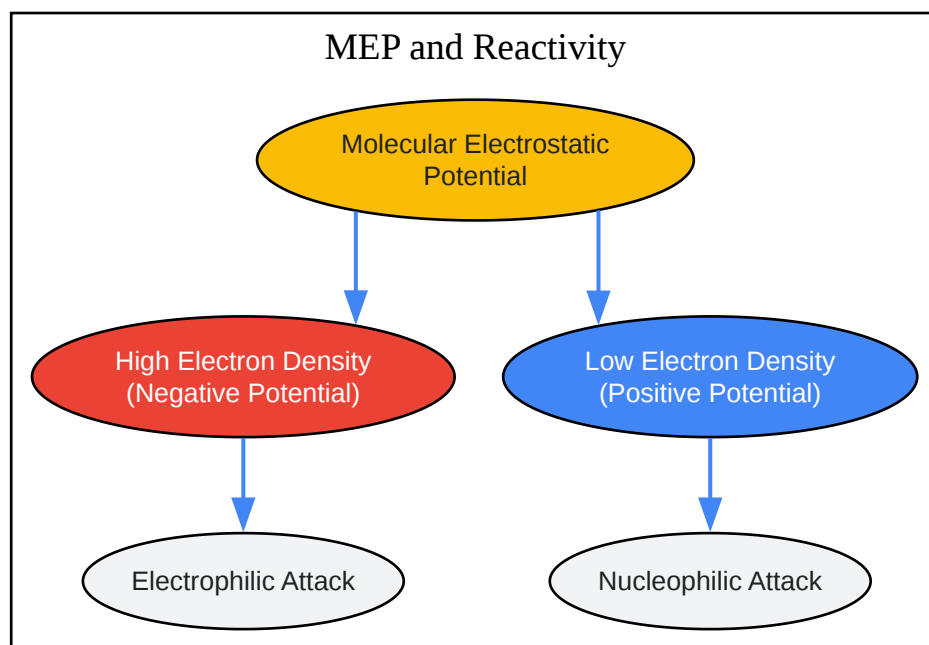 MEP and Reactivity
Molecular Electrostatic
Potential
High Electron Density
(Negative Potential)
Low Electron Density
(Positive Potential)
Electrophilic Attack
Nucleophilic Attack